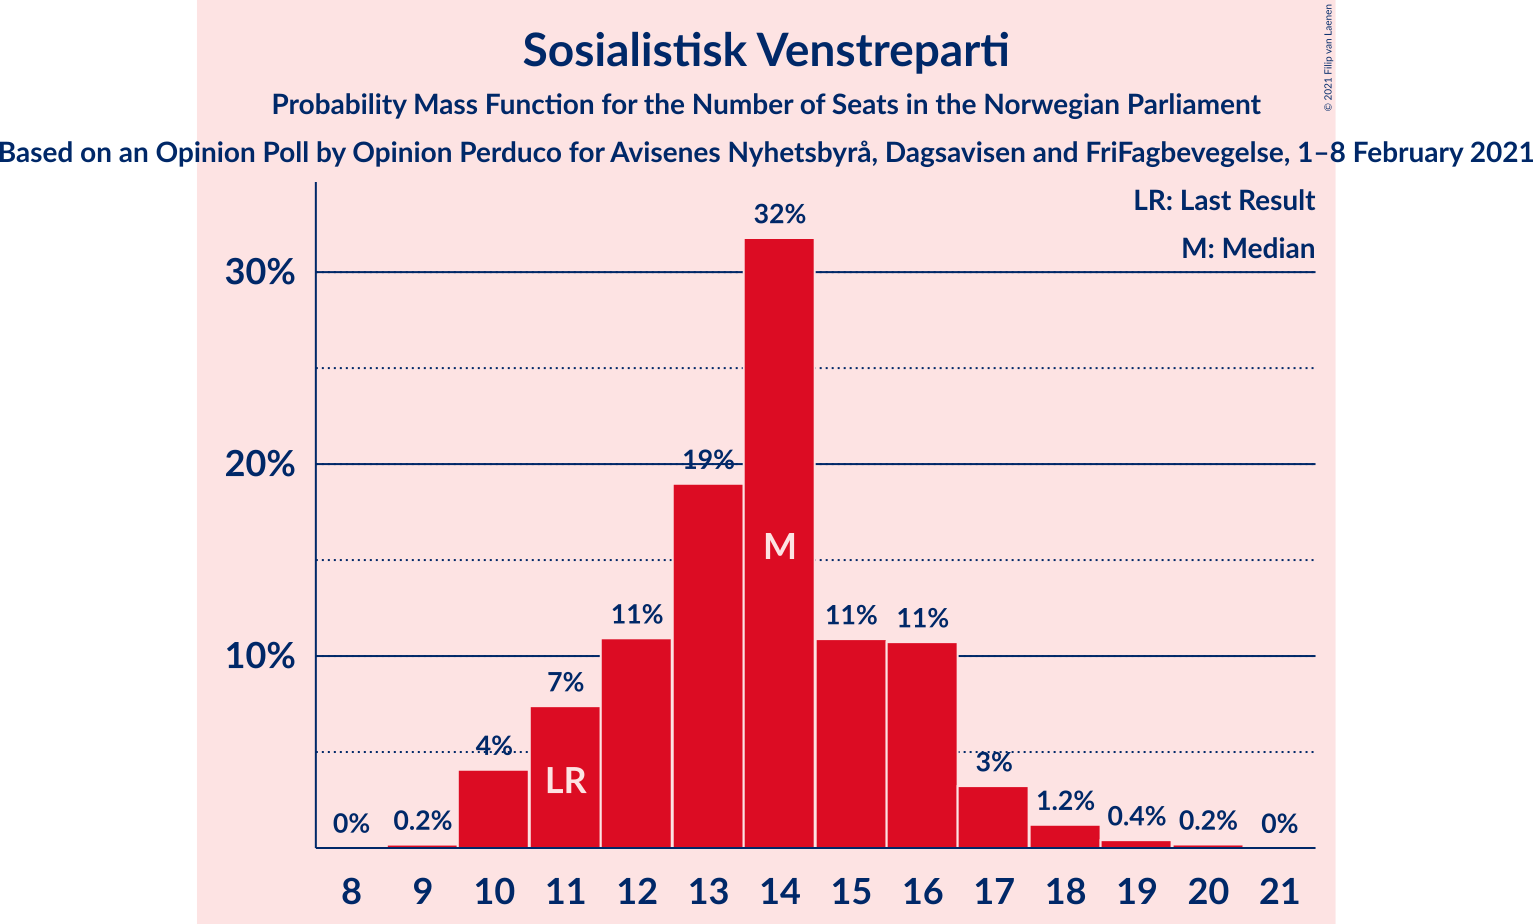 Sosialistisk Venstreparti
Probability Mass Function for the Number of Seats in the Norwegian Parliament
Based on an Opinion Poll by Opinion Perduco for Avisenes Nyhetsbyrå, Dagsavisen and FriFagbevegelse, 1–8 February 2021
© 2021 Filip van Laenen
LR: Last Result
M: Median
30%
20%
10%
0%
0.2%
4%
7%
11%
19%
32%
11%
11%
3%
1.2%
0.4%
0.2%
0%
LR
M
8 9 10 11 12 13 14 15 16 17 18 19 20 21